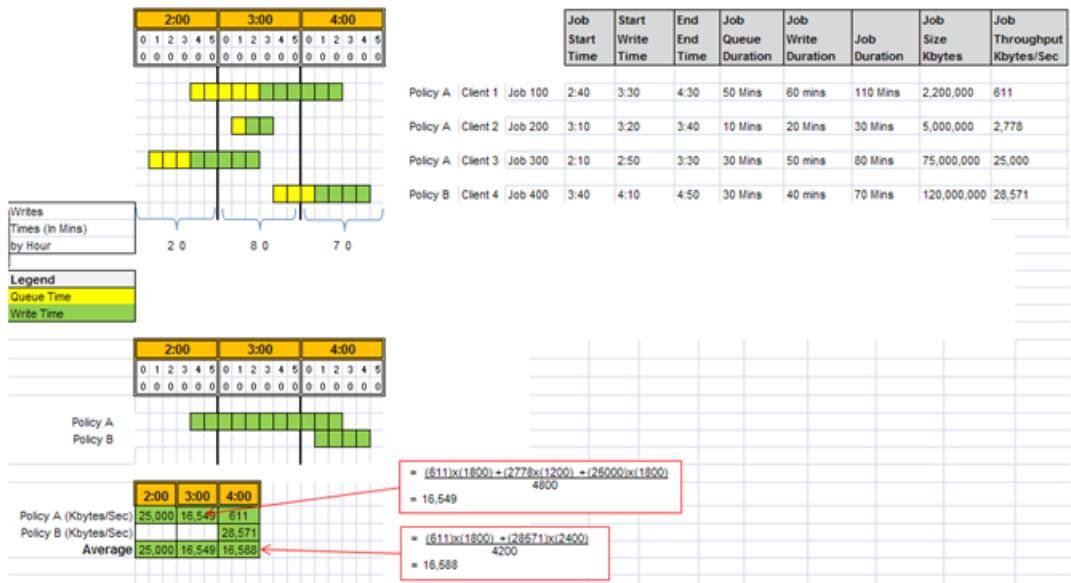 2:00 3:00 4:00
0 1 2 3 4 5 0 1 2 3 4 5 0 1 2 3 4 5
0 0 0 0 0 0 0 0 0 0 0 0 0 0 0 0 0 0
Job Start Time
Start Write Time
End End Time
Job Queue Duration
Job Write Duration
Job Duration
Job Size Kbytes
Job Throughput Kbytes/Sec
Policy A Client 1 Job 100 2:40 3:30 4:30 50 Mins 60 mins 110 Mins 2,200,000 611
Policy A Client 2 Job 200 3:10 3:20 3:40 10 Mins 20 Mins 30 Mins 5,000,000 2,778
Policy A Client 3 Job 300 2:10 2:50 3:30 30 Mins 50 mins 80 Mins 75,000,000 25,000
Policy B Client 4 Job 400 3:40 4:10 4:50 30 Mins 40 mins 70 Mins 120,000,000 28,571
Writes
Times (In Mins)
by Hour
2 0 8 0 7 0
Legend
Queue Time
Write Time
2:00 3:00 4:00
0 1 2 3 4 5 0 1 2 3 4 5 0 1 2 3 4 5
0 0 0 0 0 0 0 0 0 0 0 0 0 0 0 0 0 0
Policy A
Policy B
= (611)x(1800) +(2778x(1200) +(25000)x(1800)
4800
= 16,549
2:00 3:00 4:00
Policy A (Kbytes/Sec) 25,000 16,549 611
Policy B (Kbytes/Sec) 28,571
Average 25,000 16,549 16,588
= (611)x(1800) +(28571)x(2400)
4200
= 16,588